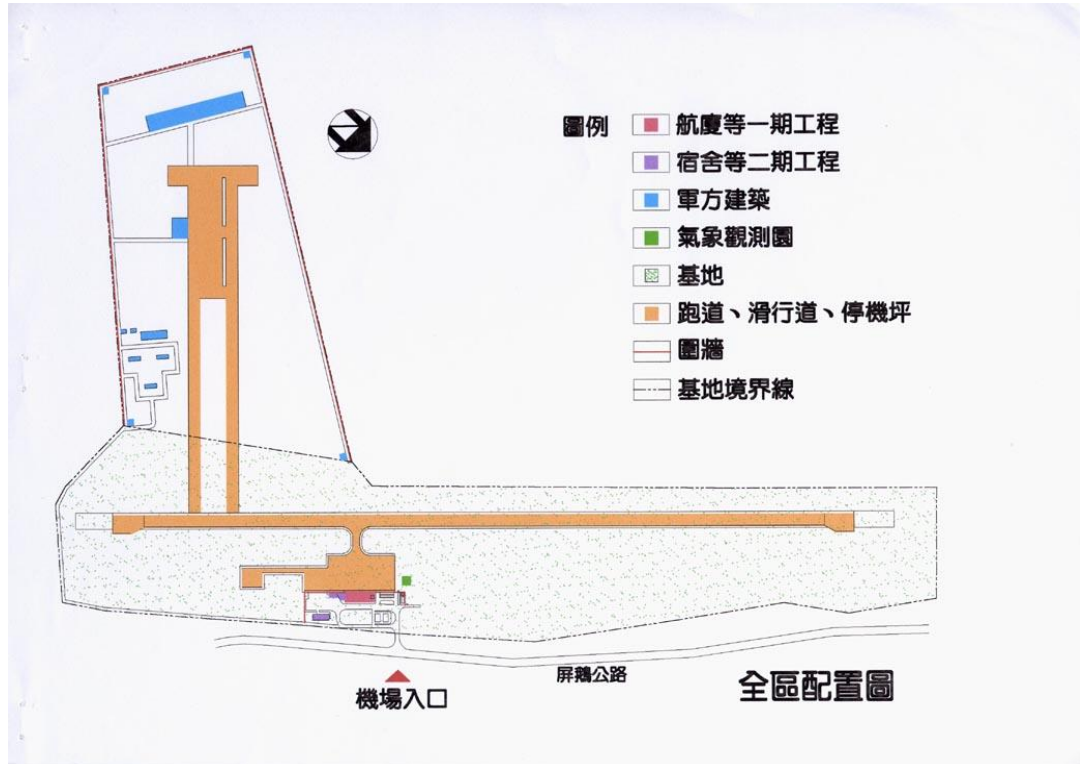 圖例
航廈等一期工程
宿舍等二期工程
軍方建築
氣象觀測園
基地
跑道、滑行道、停機坪
圍牆
基地境界線
屏鵝公路
機場入口
全區配置圖